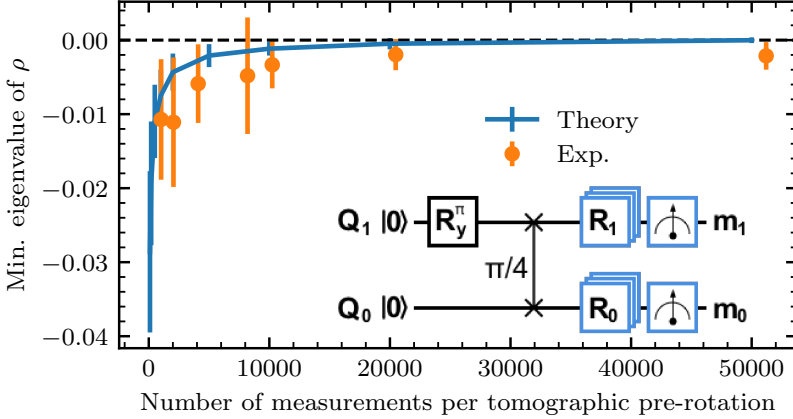 0.00
−0.01
−0.02
−0.03
−0.04
Min. eigenvalue of ρ
Theory
Exp.
Q₁ |0⟩ R_y^π R₁ m₁
π/4
Q₀ |0⟩ R₀ m₀
0 10000 20000 30000 40000 50000
Number of measurements per tomographic pre-rotation